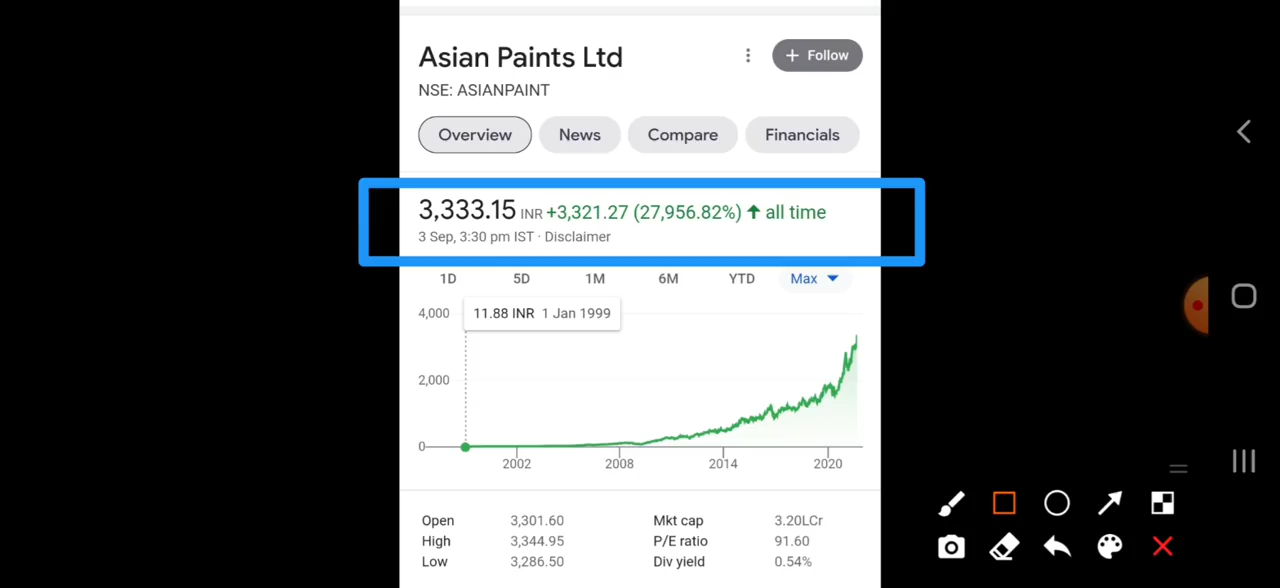 Asian Paints Ltd
+ Follow
NSE: ASIANPAINT
Overview News Compare Financials
3,333.15 INR +3,321.27 (27,956.82%) ↑ all time
3 Sep, 3:30 pm IST · Disclaimer
1D 5D 1M 6M YTD Max
11.88 INR 1 Jan 1999
4,000
2,000
0
2002 2008 2014 2020
Open 3,301.60 Mkt cap 3.20LCr
High 3,344.95 P/E ratio 91.60
Low 3,286.50 Div yield 0.54%